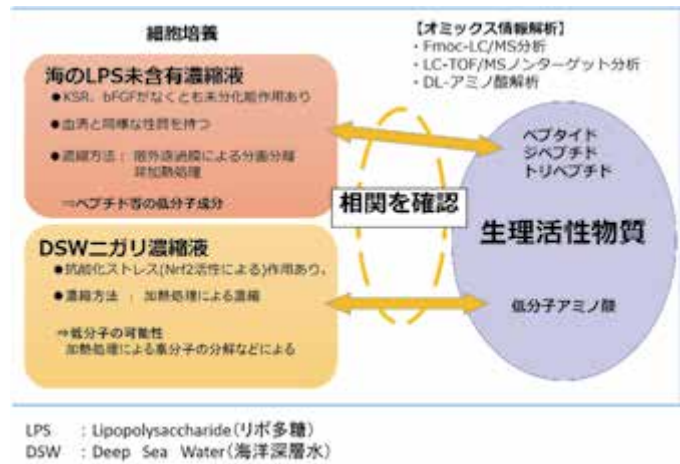 細胞培養
【オミックス情報解析】
・Fmoc-LC/MS分析
・LC-TOF/MSノンターゲット分析
・DL-アミノ酸解析
海のLPS未含有濃縮液
●KSR、bFGFがなくとも未分化能作用あり
●血清と同様な性質を持つ
●濃縮方法： 限外濾過膜による分画分離
非加熱処理
⇒ペプチド等の低分子成分
相関を確認
ペプタイド
ジペプチド
トリペプチド
生理活性物質
低分子アミノ酸
DSWニガリ濃縮液
●抗酸化ストレス(Nrf2活性による)作用あり。
●濃縮方法 ： 加熱処理による濃縮
⇒低分子の可能性
加熱処理による高分子の分解などによる
LPS ：Lipopolysaccharide（リポ多糖）
DSW ：Deep Sea Water（海洋深層水）